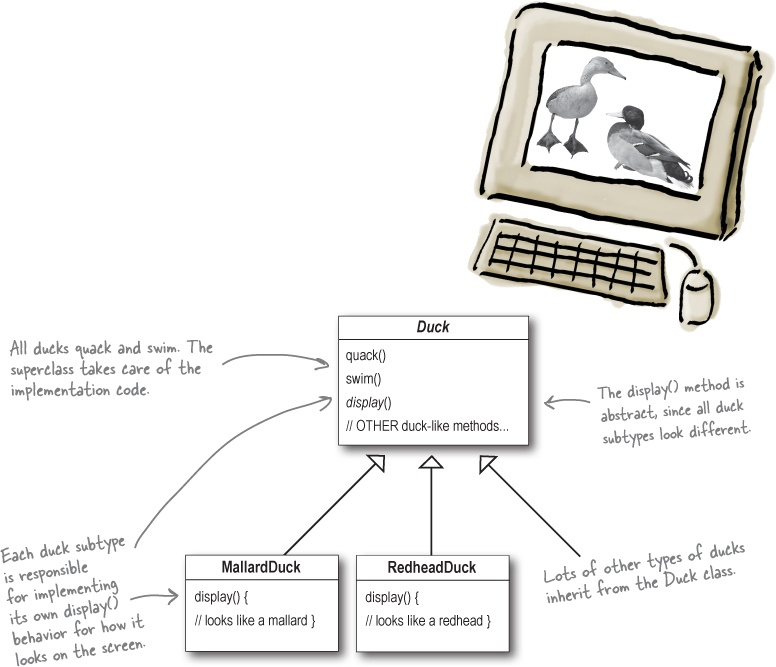 All ducks quack and swim. The
superclass takes care of the
implementation code.
Duck
quack()
swim()
display()
// OTHER duck-like methods...
The display() method is
abstract, since all duck
subtypes look different.
Each duck subtype
is responsible
for implementing
its own display()
behavior for how it
looks on the screen.
MallardDuck
display() {
// looks like a mallard }
RedheadDuck
display() {
// looks like a redhead }
Lots of other types of ducks
inherit from the Duck class.